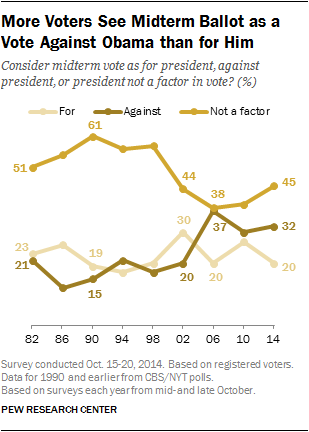 More Voters See Midterm Ballot as a
Vote Against Obama than for Him
Consider midterm vote as for president, against
president, or president not a factor in vote? (%)
For Against Not a factor
61
51
44
38
45
23
21
19
15
30
20
37
20
32
20
82 86 90 94 98 02 06 10 14
Survey conducted Oct. 15-20, 2014. Based on registered voters.
Data for 1990 and earlier from CBS/NYT polls.
Based on surveys each year from mid- and late October.
PEW RESEARCH CENTER